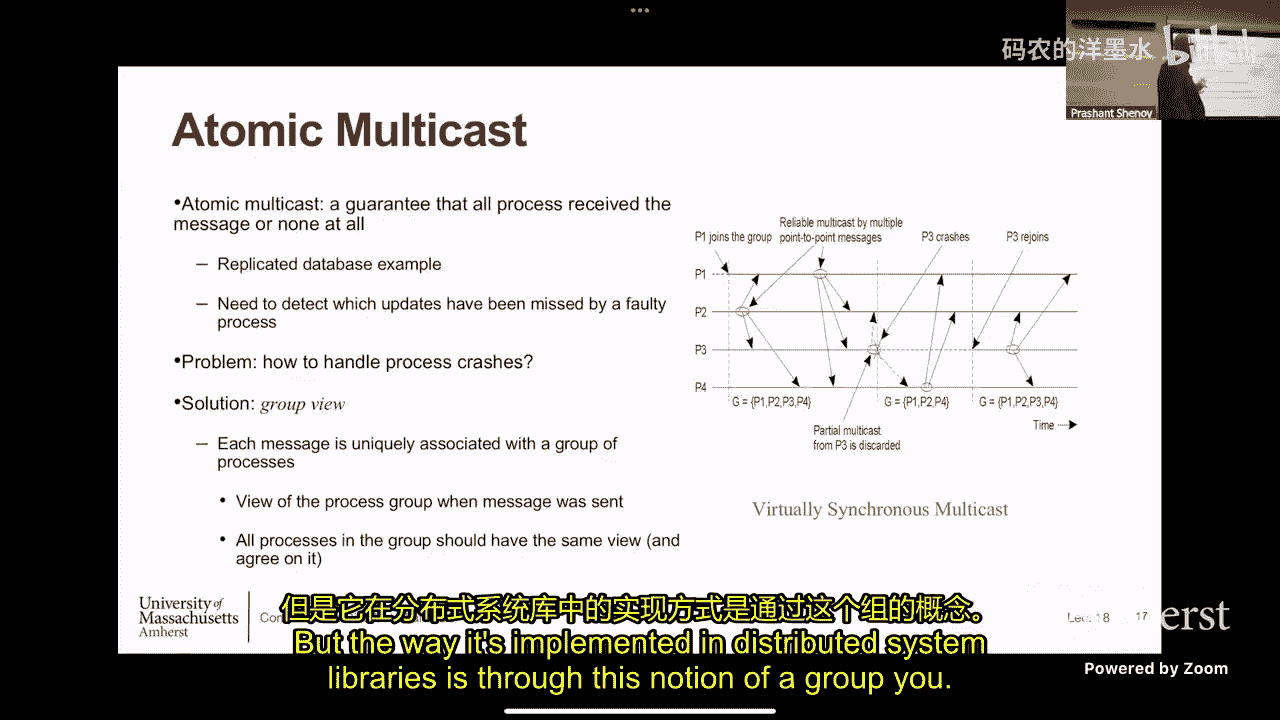 码农的洋墨水
bilibili
Prashant Shenoy
Atomic Multicast
•Atomic multicast: a guarantee that all process received the
message or none at all
– Replicated database example
– Need to detect which updates have been missed by a faulty
process
•Problem: how to handle process crashes?
•Solution: group view
– Each message is uniquely associated with a group of
processes
• View of the process group when message was sent
• All processes in the group should have the same view (and
agree on it)
P1 joins the group
Reliable multicast by multiple
point-to-point messages
P3 crashes
P3 rejoins
P1
P2
P3
P4
G = {P1,P2,P3,P4}
G = {P1,P2,P4}
G = {P1,P2,P3,P4}
Partial multicast
from P3 is discarded
Time
Virtually Synchronous Multicast
University of
Massachusetts
Amherst
17
但是它在分布式系统库中的实现方式是通过这个组的概念。
But the way it's implemented in distributed system
libraries is through this notion of a group you.
Powered by Zoom